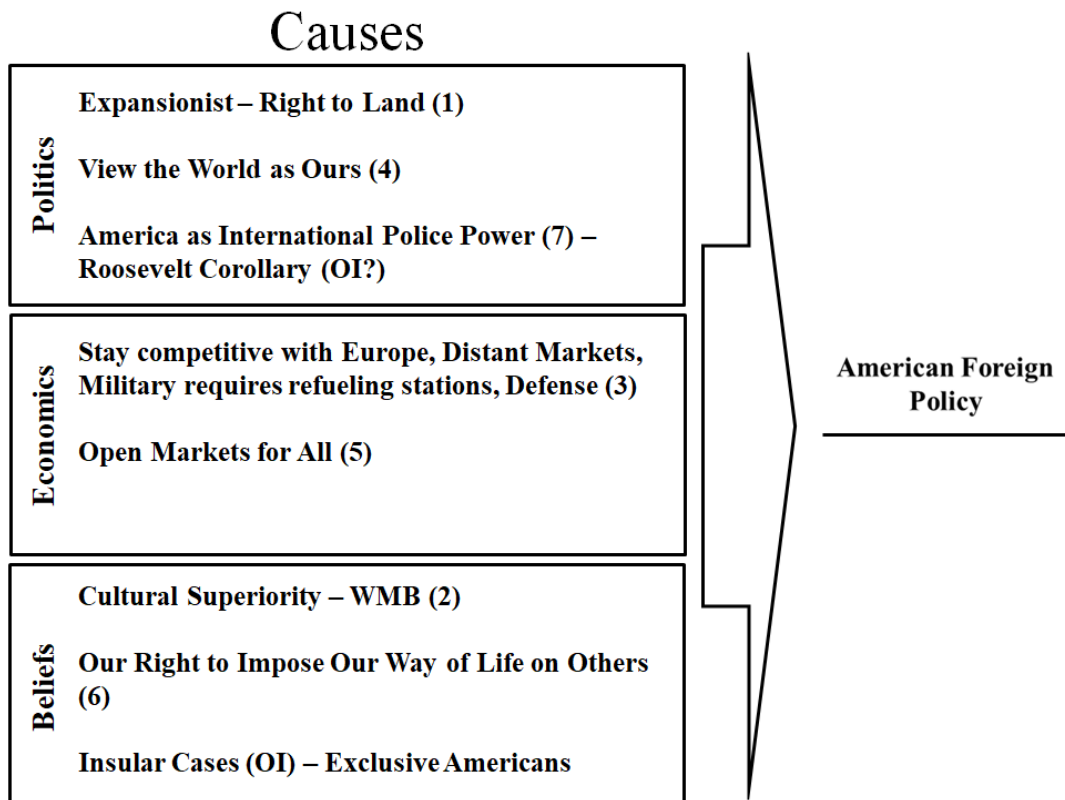 Causes
Politics
Expansionist – Right to Land (1)
View the World as Ours (4)
America as International Police Power (7) –
Roosevelt Corollary (OI?)
Economics
Stay competitive with Europe, Distant Markets,
Military requires refueling stations, Defense (3)
Open Markets for All (5)
Beliefs
Cultural Superiority – WMB (2)
Our Right to Impose Our Way of Life on Others
(6)
Insular Cases (OI) – Exclusive Americans
American Foreign
Policy